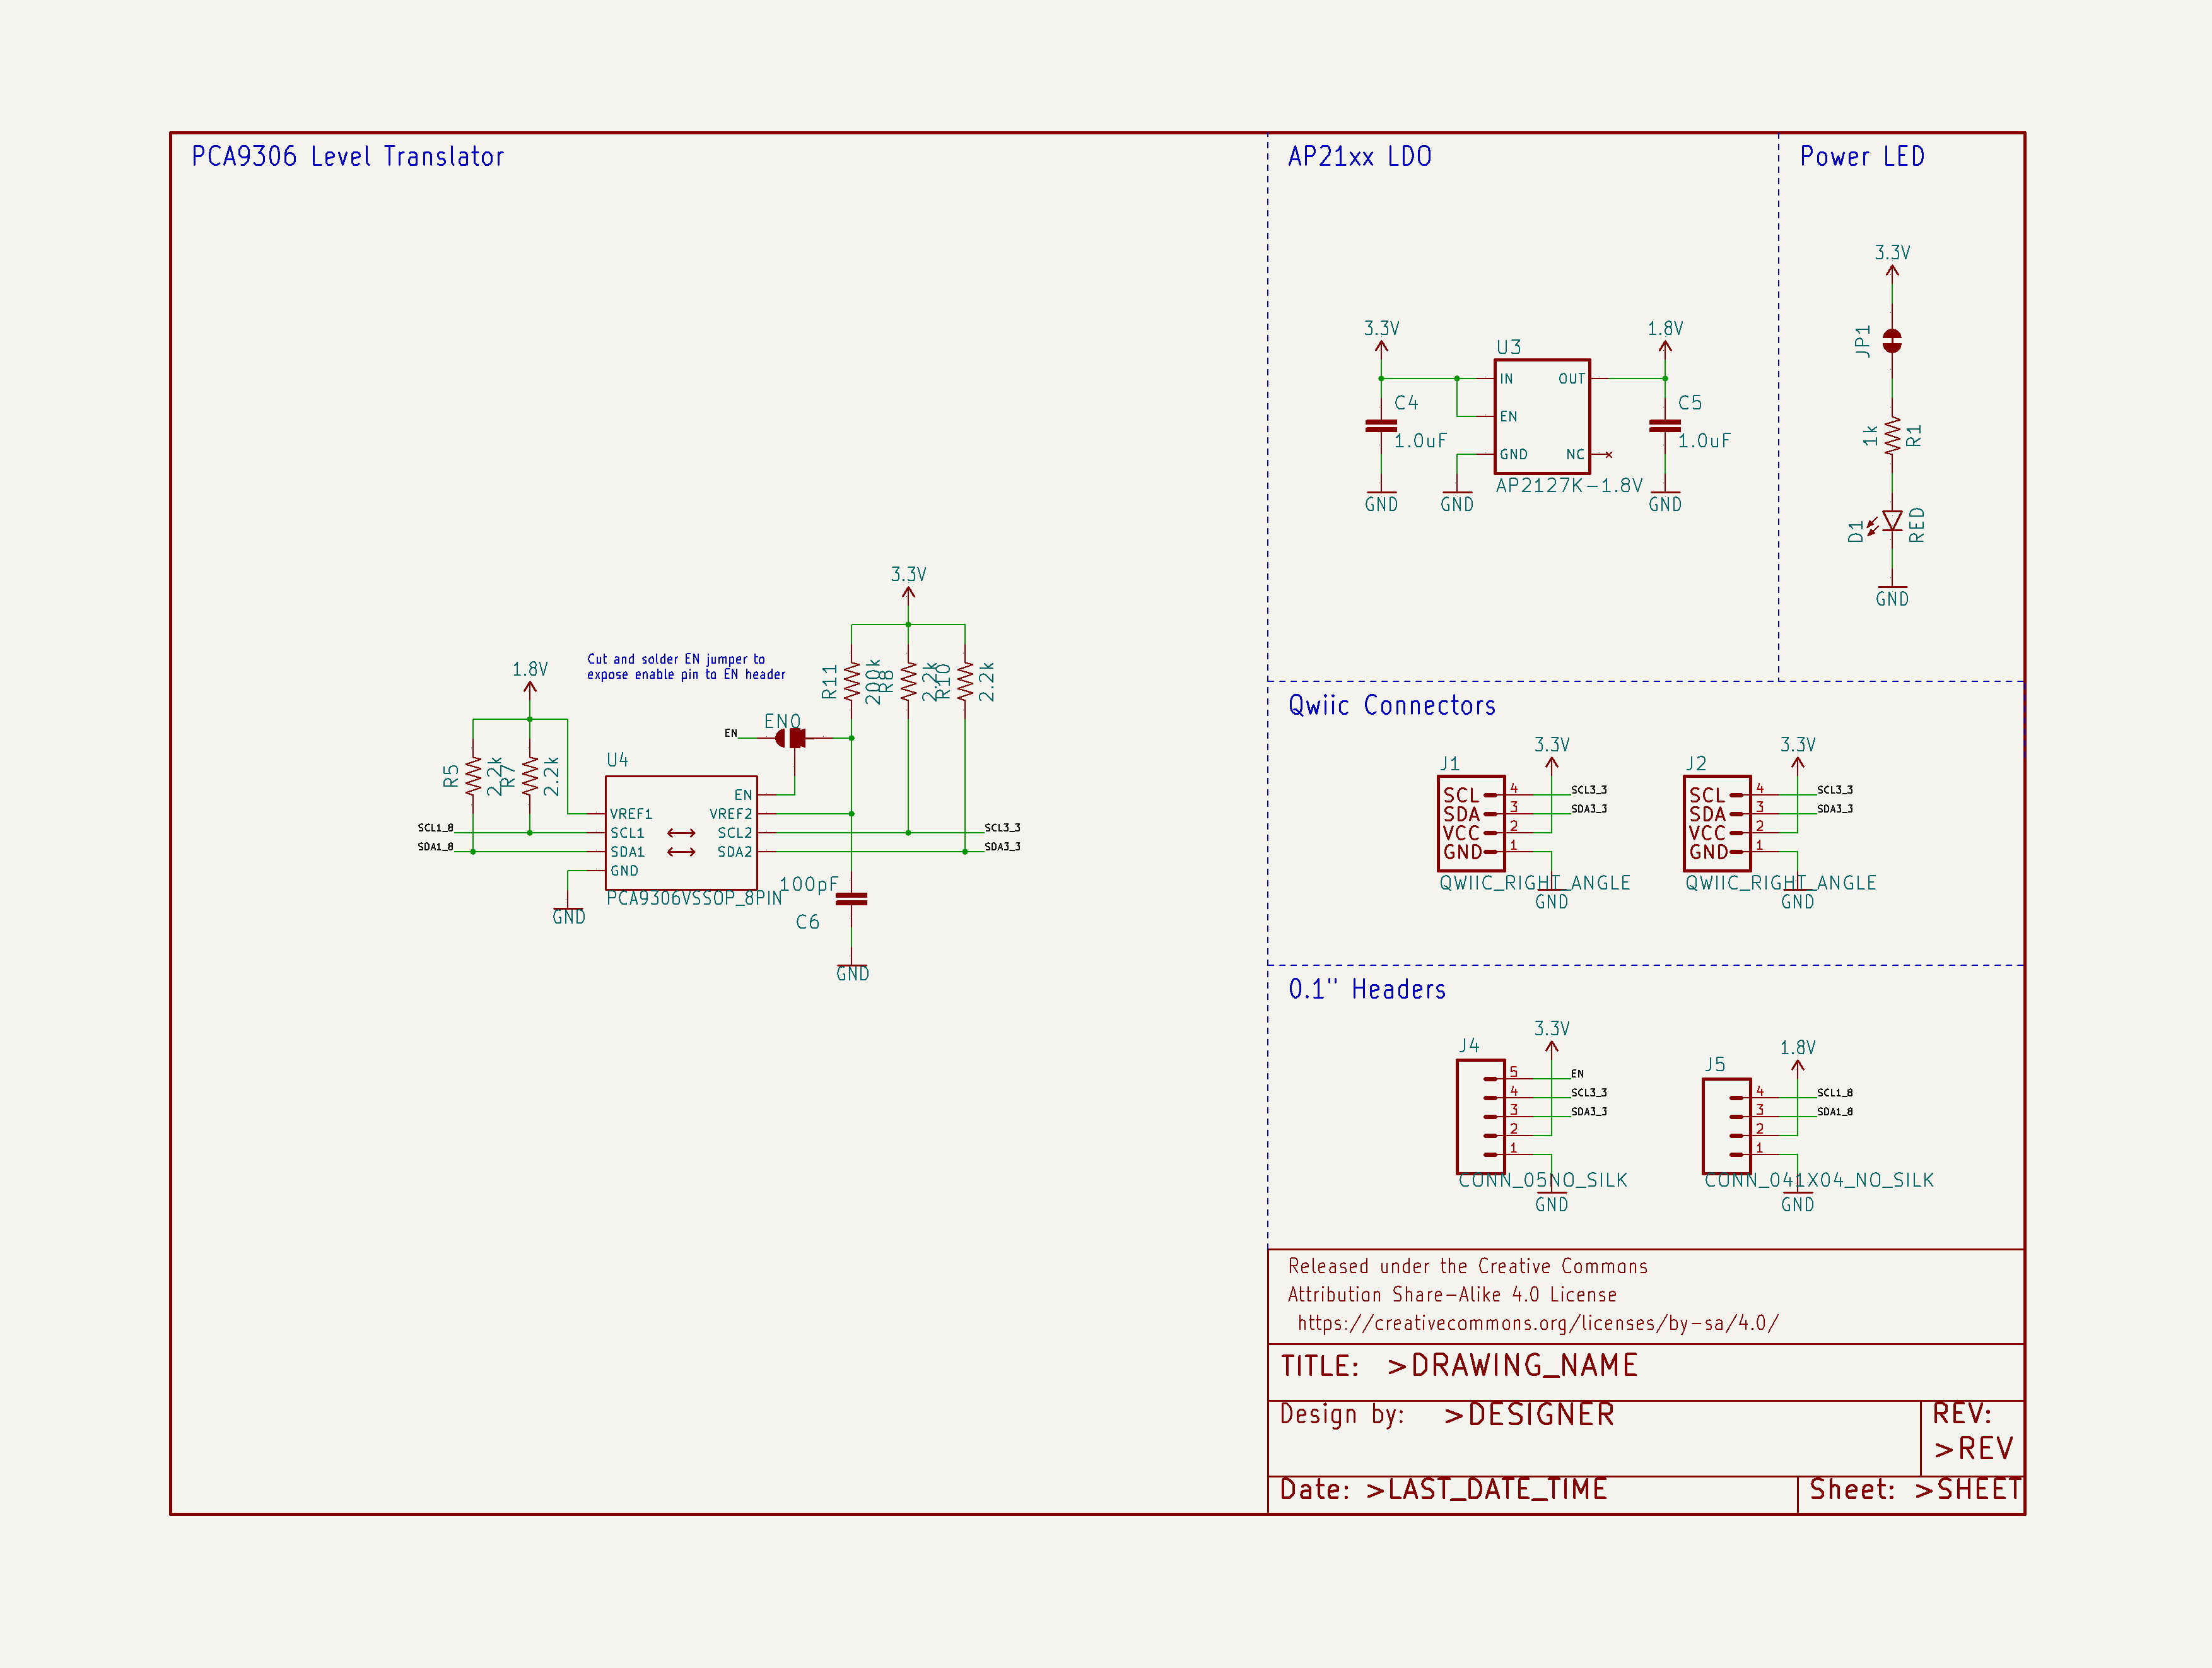 PCA9306 Level Translator
AP21xx LDO
Power LED
3.3V
JP1
1k
R1
D1
RED
GND
3.3V
1.8V
U3
IN
OUT
EN
GND
NC
C4
1.0uF
C5
1.0uF
AP2127K-1.8V
GND
GND
GND
3.3V
1.8V
Cut and solder EN jumper to
expose enable pin to EN header
R11
200k
R8
2.2k
R10
2.2k
EN
EN0
R5
2.2k
R7
2.2k
U4
EN
VREF1
VREF2
SCL1_8
SCL1
SCL2
SCL3_3
SDA1_8
SDA1
SDA2
SDA3_3
GND
PCA9306VSSOP_8PIN
GND
100pF
C6
GND
Qwiic Connectors
3.3V
J1
SCL 4 SCL3_3
SDA 3 SDA3_3
VCC 2
GND 1
QWIIC_RIGHT_ANGLE
GND
3.3V
J2
SCL 4 SCL3_3
SDA 3 SDA3_3
VCC 2
GND 1
QWIIC_RIGHT_ANGLE
GND
0.1" Headers
3.3V
J4
5 EN
4 SCL3_3
3 SDA3_3
2
1
CONN_05NO_SILK
GND
1.8V
J5
4 SCL1_8
3 SDA1_8
2
1
CONN_041X04_NO_SILK
GND
Released under the Creative Commons
Attribution Share-Alike 4.0 License
https://creativecommons.org/licenses/by-sa/4.0/
TITLE: >DRAWING_NAME
Design by: >DESIGNER
REV:
>REV
Date: >LAST_DATE_TIME
Sheet: >SHEET